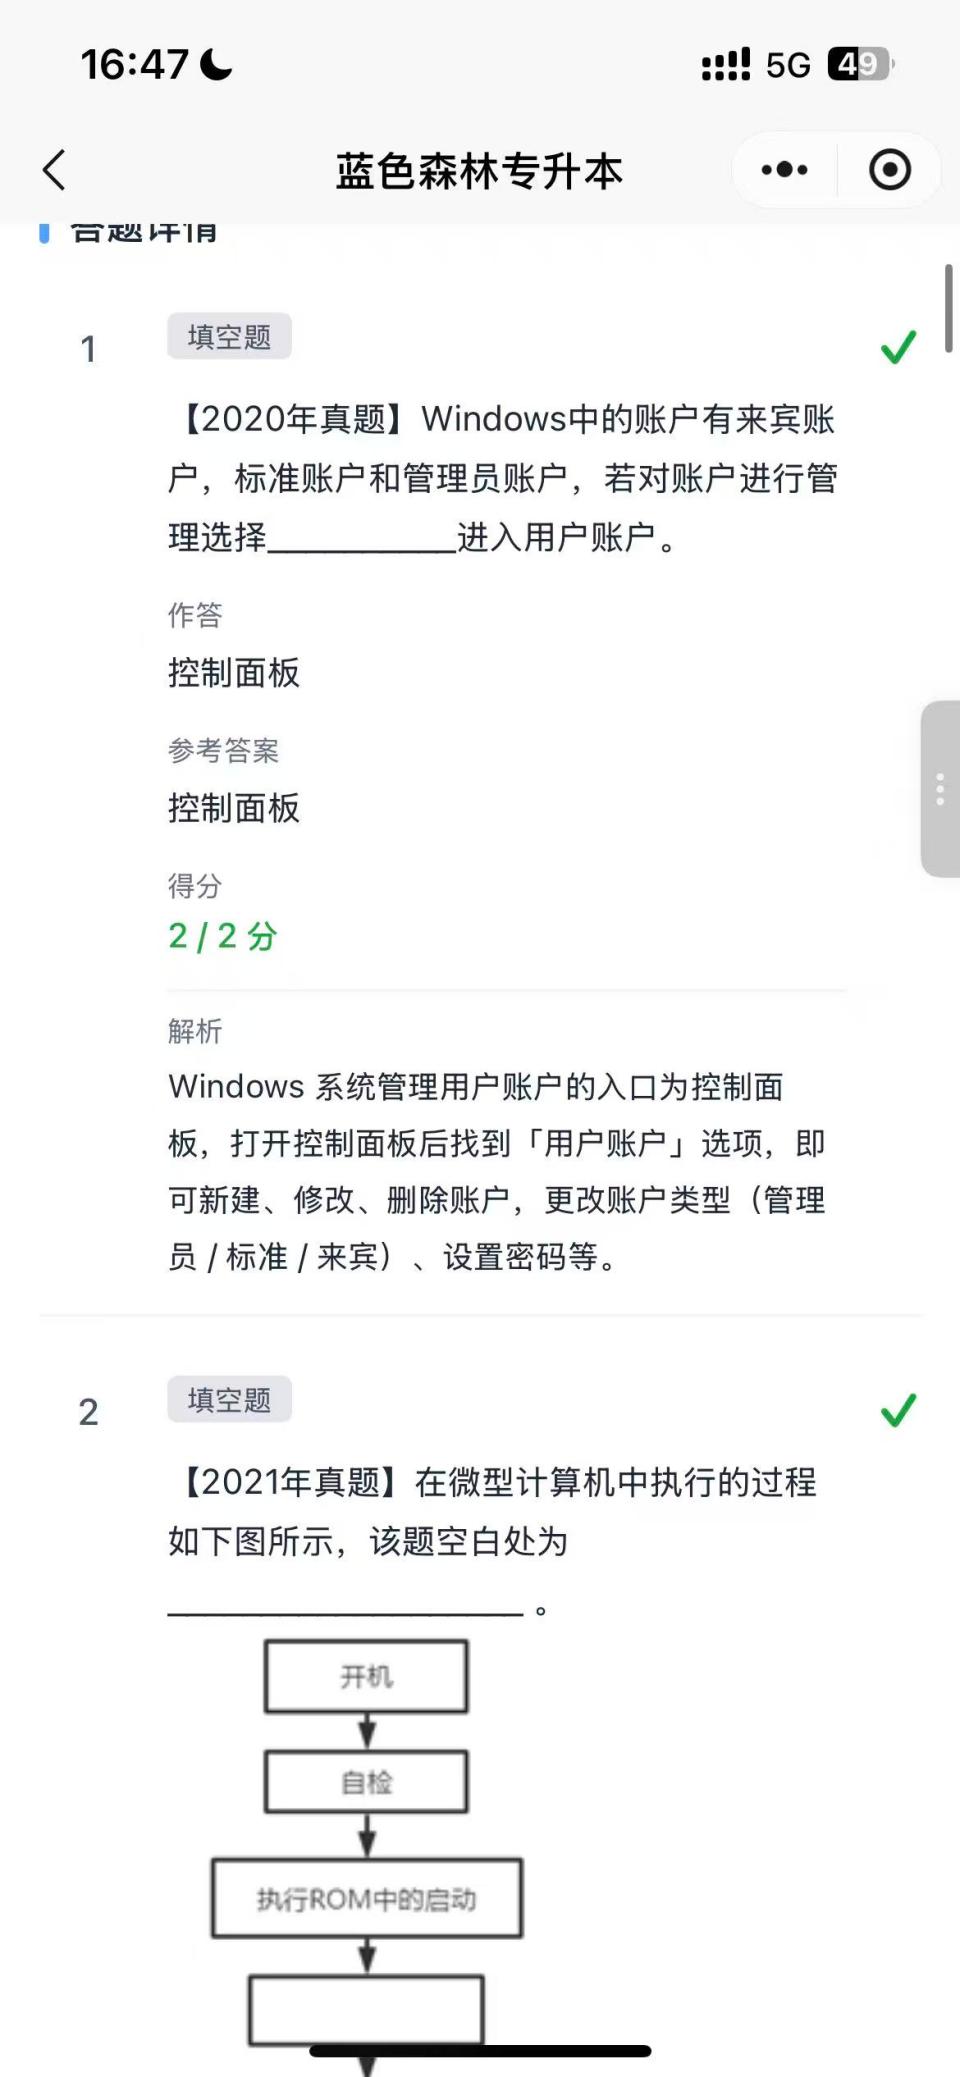 16:47
5G 49
蓝色森林专升本
答题详情
1
填空题
【2020年真题】Windows中的账户有来宾账
户，标准账户和管理员账户，若对账户进行管
理选择___________进入用户账户。
作答
控制面板
参考答案
控制面板
得分
2 / 2 分
解析
Windows 系统管理用户账户的入口为控制面
板，打开控制面板后找到「用户账户」选项，即
可新建、修改、删除账户，更改账户类型（管理
员 / 标准 / 来宾）、设置密码等。
2
填空题
【2021年真题】在微型计算机中执行的过程
如下图所示，该题空白处为
_____________________ 。
开机
自检
执行ROM中的启动